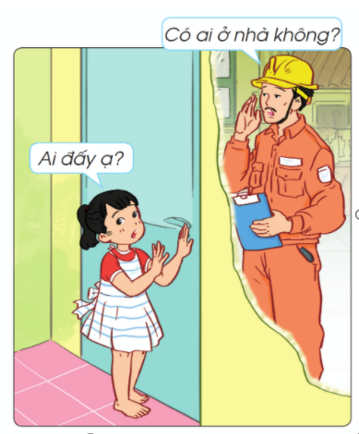 Có ai ở nhà không?
Ai đấy ạ?